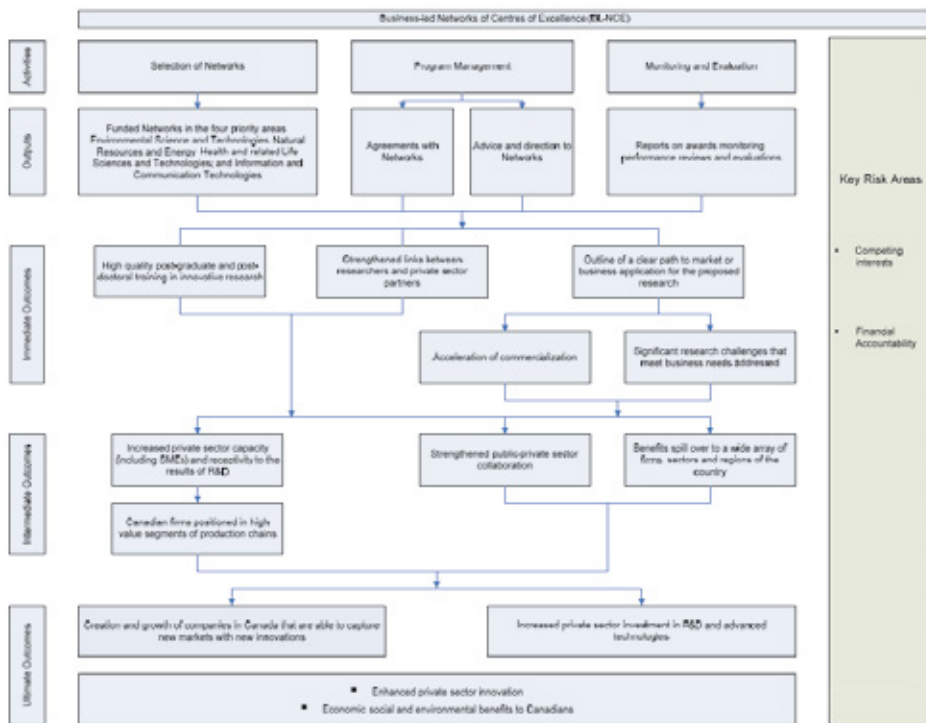 Business-led Networks of Centres of Excellence (BL-NCE)
Activities
Selection of Networks
Program Management
Monitoring and Evaluation
Outputs
Funded Networks in the four priority areas
Environmental Science and Technologies Natural
Resources and Energy Health and related Life
Sciences and Technologies; and Information and
Communication Technologies
Agreements with
Networks
Advice and direction to
Networks
Reports on awards monitoring
performance reviews and evaluations
Key Risk Areas
▪ Competing
interests
▪ Financial
Accountability
Immediate Outcomes
High quality post-graduate and post-
doctoral training in innovative research
Strengthened links between
researchers and private sector
partners
Outline of a clear path to market or
business application for the proposed
research
Acceleration of commercialization
Significant research challenges that
meet business needs addressed
Intermediate Outcomes
Increased private sector capacity
(including SMEs) and receptivity to the
results of R&D
Strengthened public-private sector
collaboration
Benefits spill over to a wide array of
firms, sectors and regions of the
country
Canadian firms positioned in high
value segments of production chains
Ultimate Outcomes
Creation and growth of companies in Canada that are able to capture
new markets with new innovations
Increased private sector investment in R&D and advanced
technologies
▪ Enhanced private sector innovation
▪ Economic social and environmental benefits to Canadians